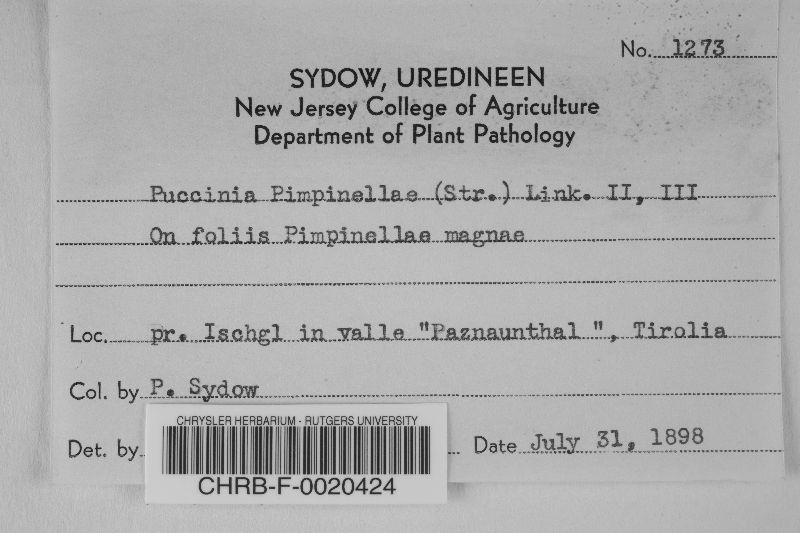 No. 1273
SYDOW, UREDINEEN
New Jersey College of Agriculture
Department of Plant Pathology
Puccinia Pimpinellae (Str.) Link. II, III
On foliis Pimpinellae magnae
Loc. pr. Ischgl in valle "Paznaunthal ", Tirolia
Col. by P. Sydow
Det. by
Date July 31, 1898
CHRYSLER HERBARIUM - RUTGERS UNIVERSITY
CHRB-F-0020424